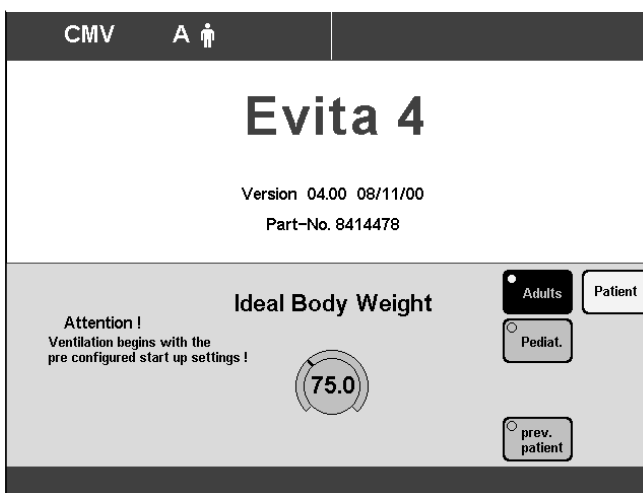 CMV A
Evita 4
Version 04.00 08/11/00
Part-No. 8414478
Adults
Patient
Ideal Body Weight
Attention !
Ventilation begins with the
pre configured start up settings !
Pediat.
75.0
prev.
patient